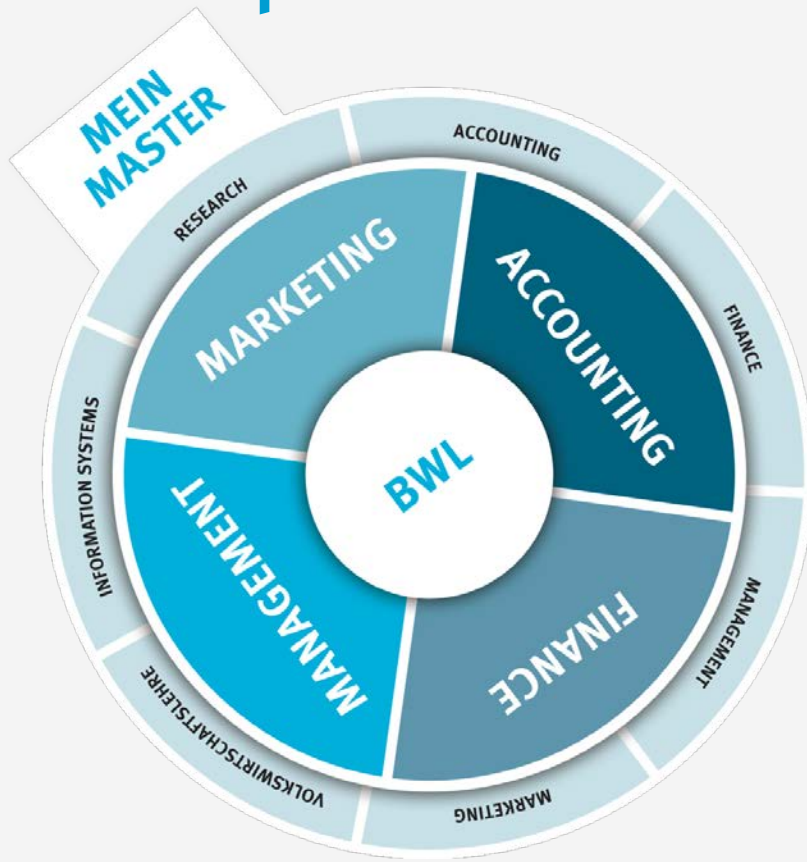 MEIN
MASTER
RESEARCH
ACCOUNTING
FINANCE
MANAGEMENT
MARKETING
VOLKSWIRTSCHAFTSLEHRE
INFORMATION SYSTEMS
MARKETING
ACCOUNTING
FINANCE
MANAGEMENT
BWL